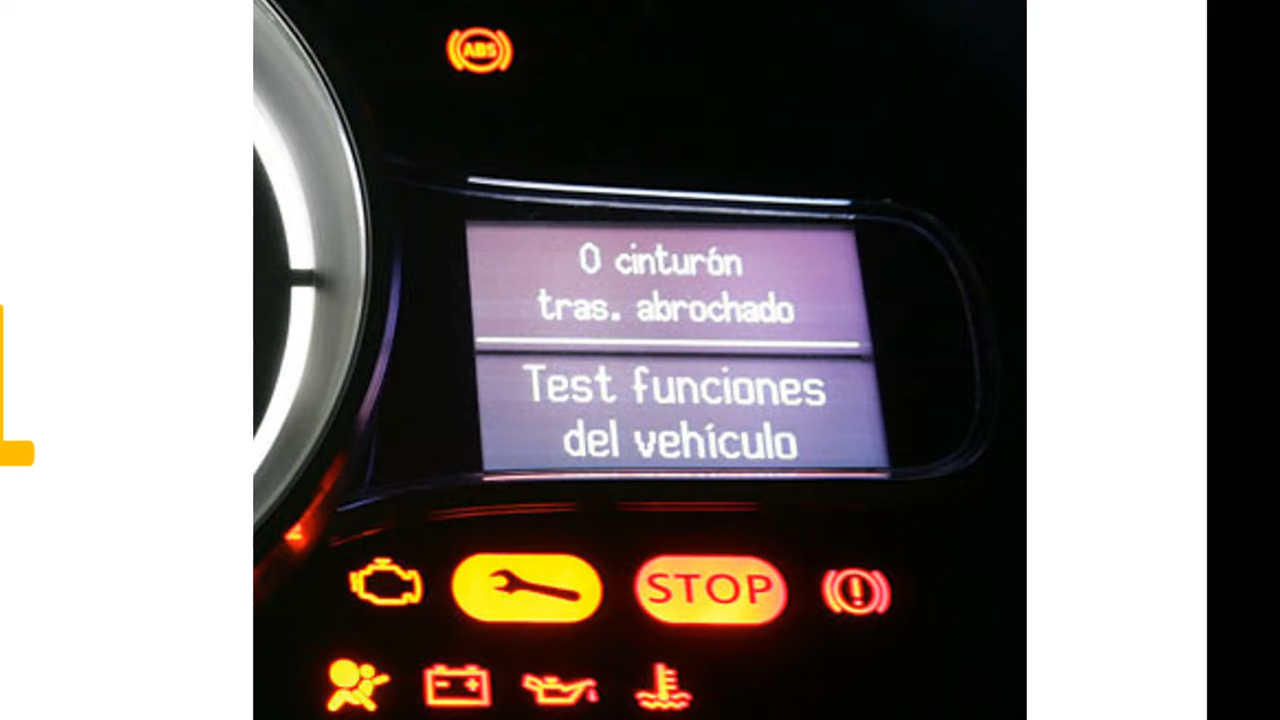 ABS
0 cinturón
tras. abrochado
Test funciones
del vehículo
STOP